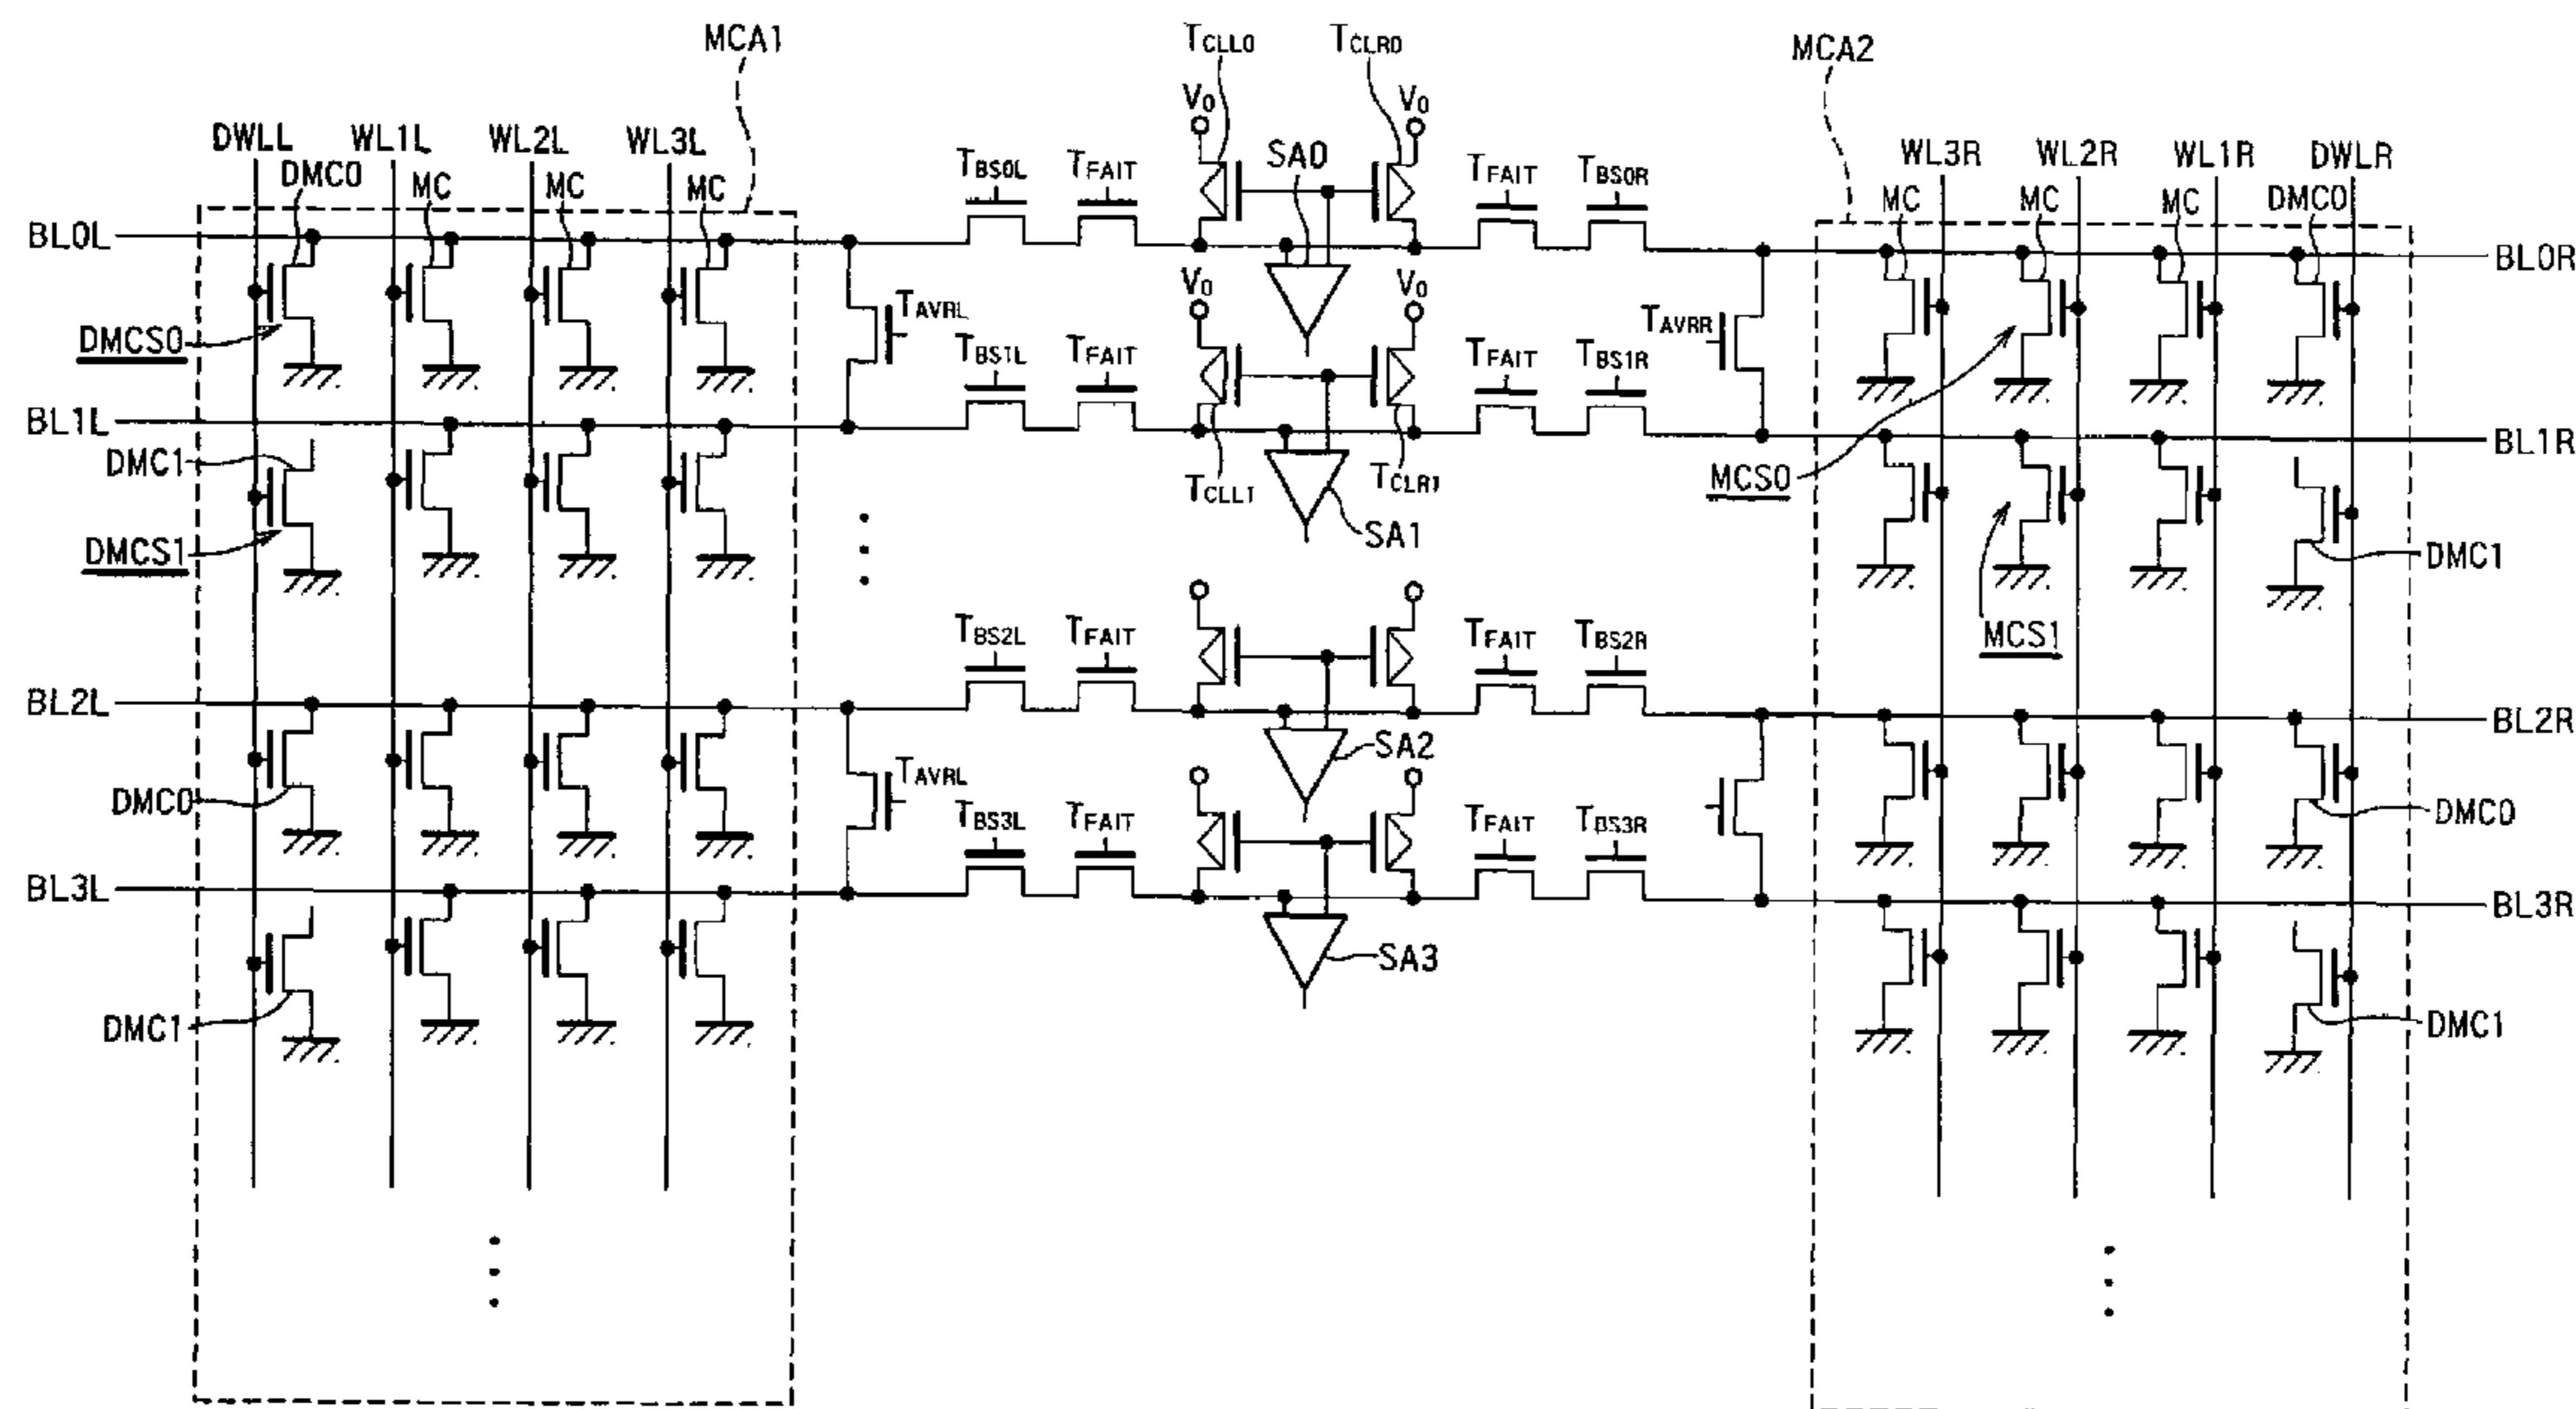 MCA1
TCLL0 TCLR0
MCA2
V0 V0
DWLL WL1L WL2L WL3L
SA0
WL3R WL2R WL1R DWLR
DMC0 MC MC MC
TBS0L TFAIT
TFAIT TBS0R
MC MC MC DMC0
BL0L
BL0R
V0 V0
TAVRL
TAVRR
DMCS0
TBS1L TFAIT
TFAIT TBS1R
BL1L
BL1R
DMC1
TCLL1 TCLR1
MCS0
SA1
DMCS1
DMC1
TBS2L TFAIT
TFAIT TBS2R
MCS1
BL2L
BL2R
SA2
TAVRL
DMC0
DMC0
TBS3L TFAIT
TFAIT TBS3R
BL3L
BL3R
SA3
DMC1
DMC1